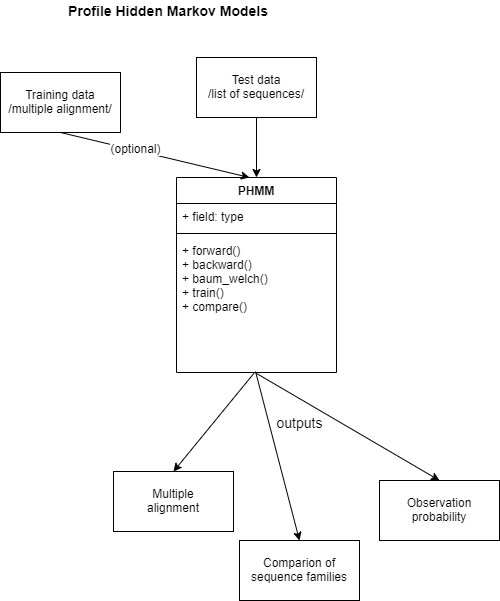 Profile Hidden Markov Models
Test data
/list of sequences/
Training data
/multiple alignment/
(optional)
PHMM
+ field: type
+ forward()
+ backward()
+ baum_welch()
+ train()
+ compare()
outputs
Multiple
alignment
Observation
probability
Comparion of
sequence families